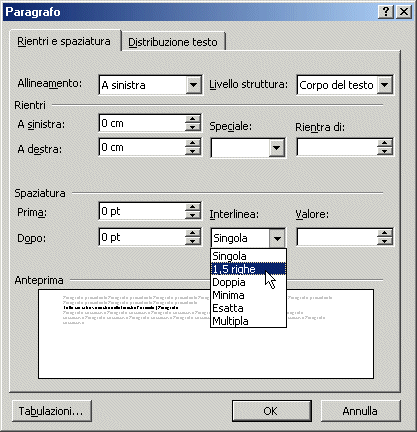 Paragrafo
Rientri e spaziatura Distribuzione testo
Allineamento: A sinistra Livello struttura: Corpo del testo
Rientri
A sinistra: 0 cm Speciale: Rientra di:
A destra: 0 cm
Spaziatura
Prima: 0 pt Interlinea: Valore:
Dopo: 0 pt Singola
Singola
1,5 righe
Doppia
Minima
Esatta
Multipla
Anteprima
Tabulazioni... OK Annulla